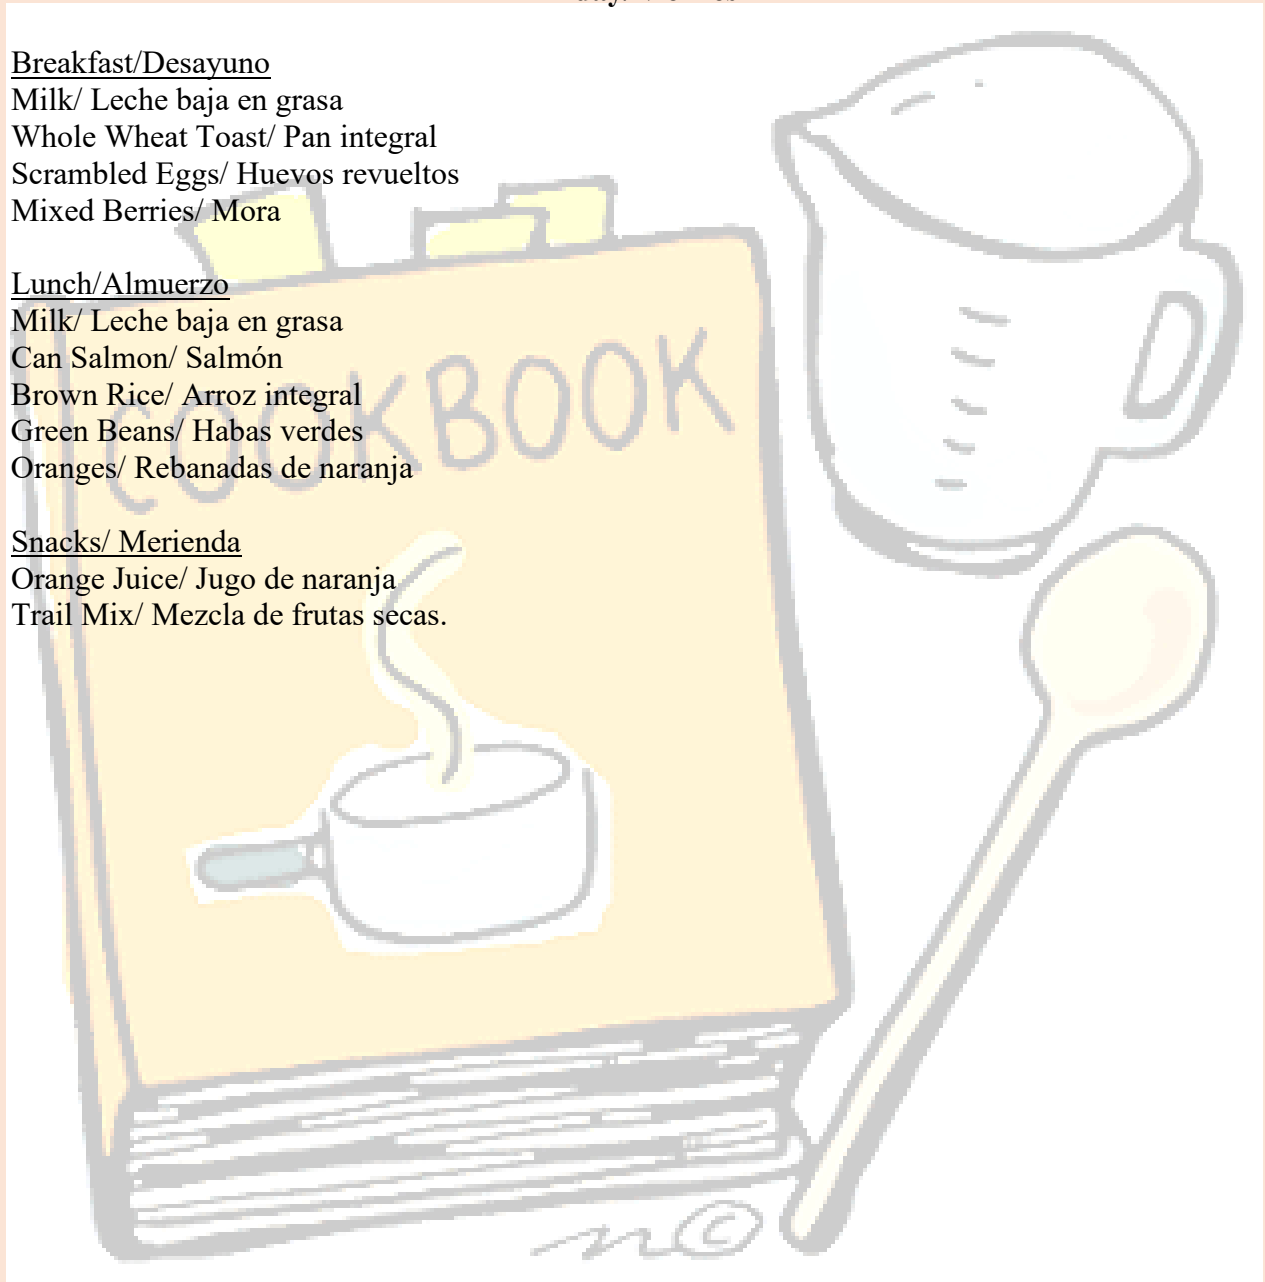 Breakfast/Desayuno
Milk/ Leche baja en grasa
Whole Wheat Toast/ Pan integral
Scrambled Eggs/ Huevos revueltos
Mixed Berries/ Mora
Lunch/Almuerzo
Milk/ Leche baja en grasa
Can Salmon/ Salmón
Brown Rice/ Arroz integral
Green Beans/ Habas verdes
Oranges/ Rebanadas de naranja
Snacks/ Merienda
Orange Juice/ Jugo de naranja
Trail Mix/ Mezcla de frutas secas.
COOKBOOK
©